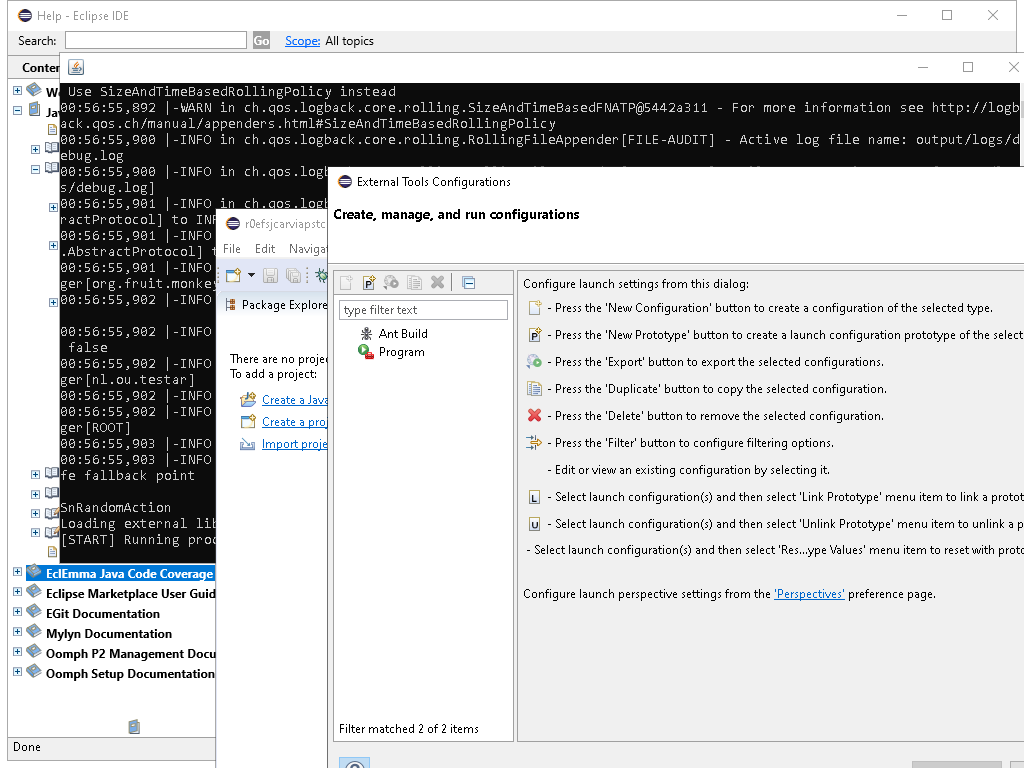 Help - Eclipse IDE
Search:
Go
Scope: All topics
Conten
Use SizeAndTimeBasedRollingPolicy instead
00:56:55,892 |-WARN in ch.qos.logback.core.rolling.SizeAndTimeBasedFNATP@5442a311 - For more information see http://logb
ack.qos.ch/manual/appenders.html#SizeAndTimeBasedRollingPolicy
00:56:55,900 |-INFO in ch.qos.logback.core.rolling.RollingFileAppender[FILE-AUDIT] - Active log file name: output/logs/d
ebug.log
00:56:55,900 |-INFO in ch.qos.logb
s/debug.log]
00:56:55,901 |-INFO in ch.qos.logb
ractProtocol] to INF
00:56:55,901 |-INFO
.AbstractProtocol] t
00:56:55,901 |-INFO
ger[org.fruit.monkey
00:56:55,902 |-INFO
00:56:55,902 |-INFO
false
00:56:55,902 |-INFO
ger[nl.ou.testar]
00:56:55,902 |-INFO
00:56:55,902 |-INFO
ger[ROOT]
00:56:55,903 |-INFO
00:56:55,903 |-INFO
fe fallback point
SnRandomAction
Loading external lib
[START] Running proc
Wo
Jav
EclEmma Java Code Coverage
Eclipse Marketplace User Guid
EGit Documentation
Mylyn Documentation
Oomph P2 Management Docu
Oomph Setup Documentation
Done
r0efsjcarviapstc
File Edit Navigat
Package Explore
There are no projec
To add a project:
Create a Java
Create a proj
Import proje
External Tools Configurations
Create, manage, and run configurations
type filter text
Ant Build
Program
Filter matched 2 of 2 items
Configure launch settings from this dialog:
- Press the 'New Configuration' button to create a configuration of the selected type.
- Press the 'New Prototype' button to create a launch configuration prototype of the select
- Press the 'Export' button to export the selected configurations.
- Press the 'Duplicate' button to copy the selected configuration.
- Press the 'Delete' button to remove the selected configuration.
- Press the 'Filter' button to configure filtering options.
- Edit or view an existing configuration by selecting it.
- Select launch configuration(s) and then select 'Link Prototype' menu item to link a protot
- Select launch configuration(s) and then select 'Unlink Prototype' menu item to unlink a p
- Select launch configuration(s) and then select 'Res...ype Values' menu item to reset with proto
Configure launch perspective settings from the 'Perspectives' preference page.